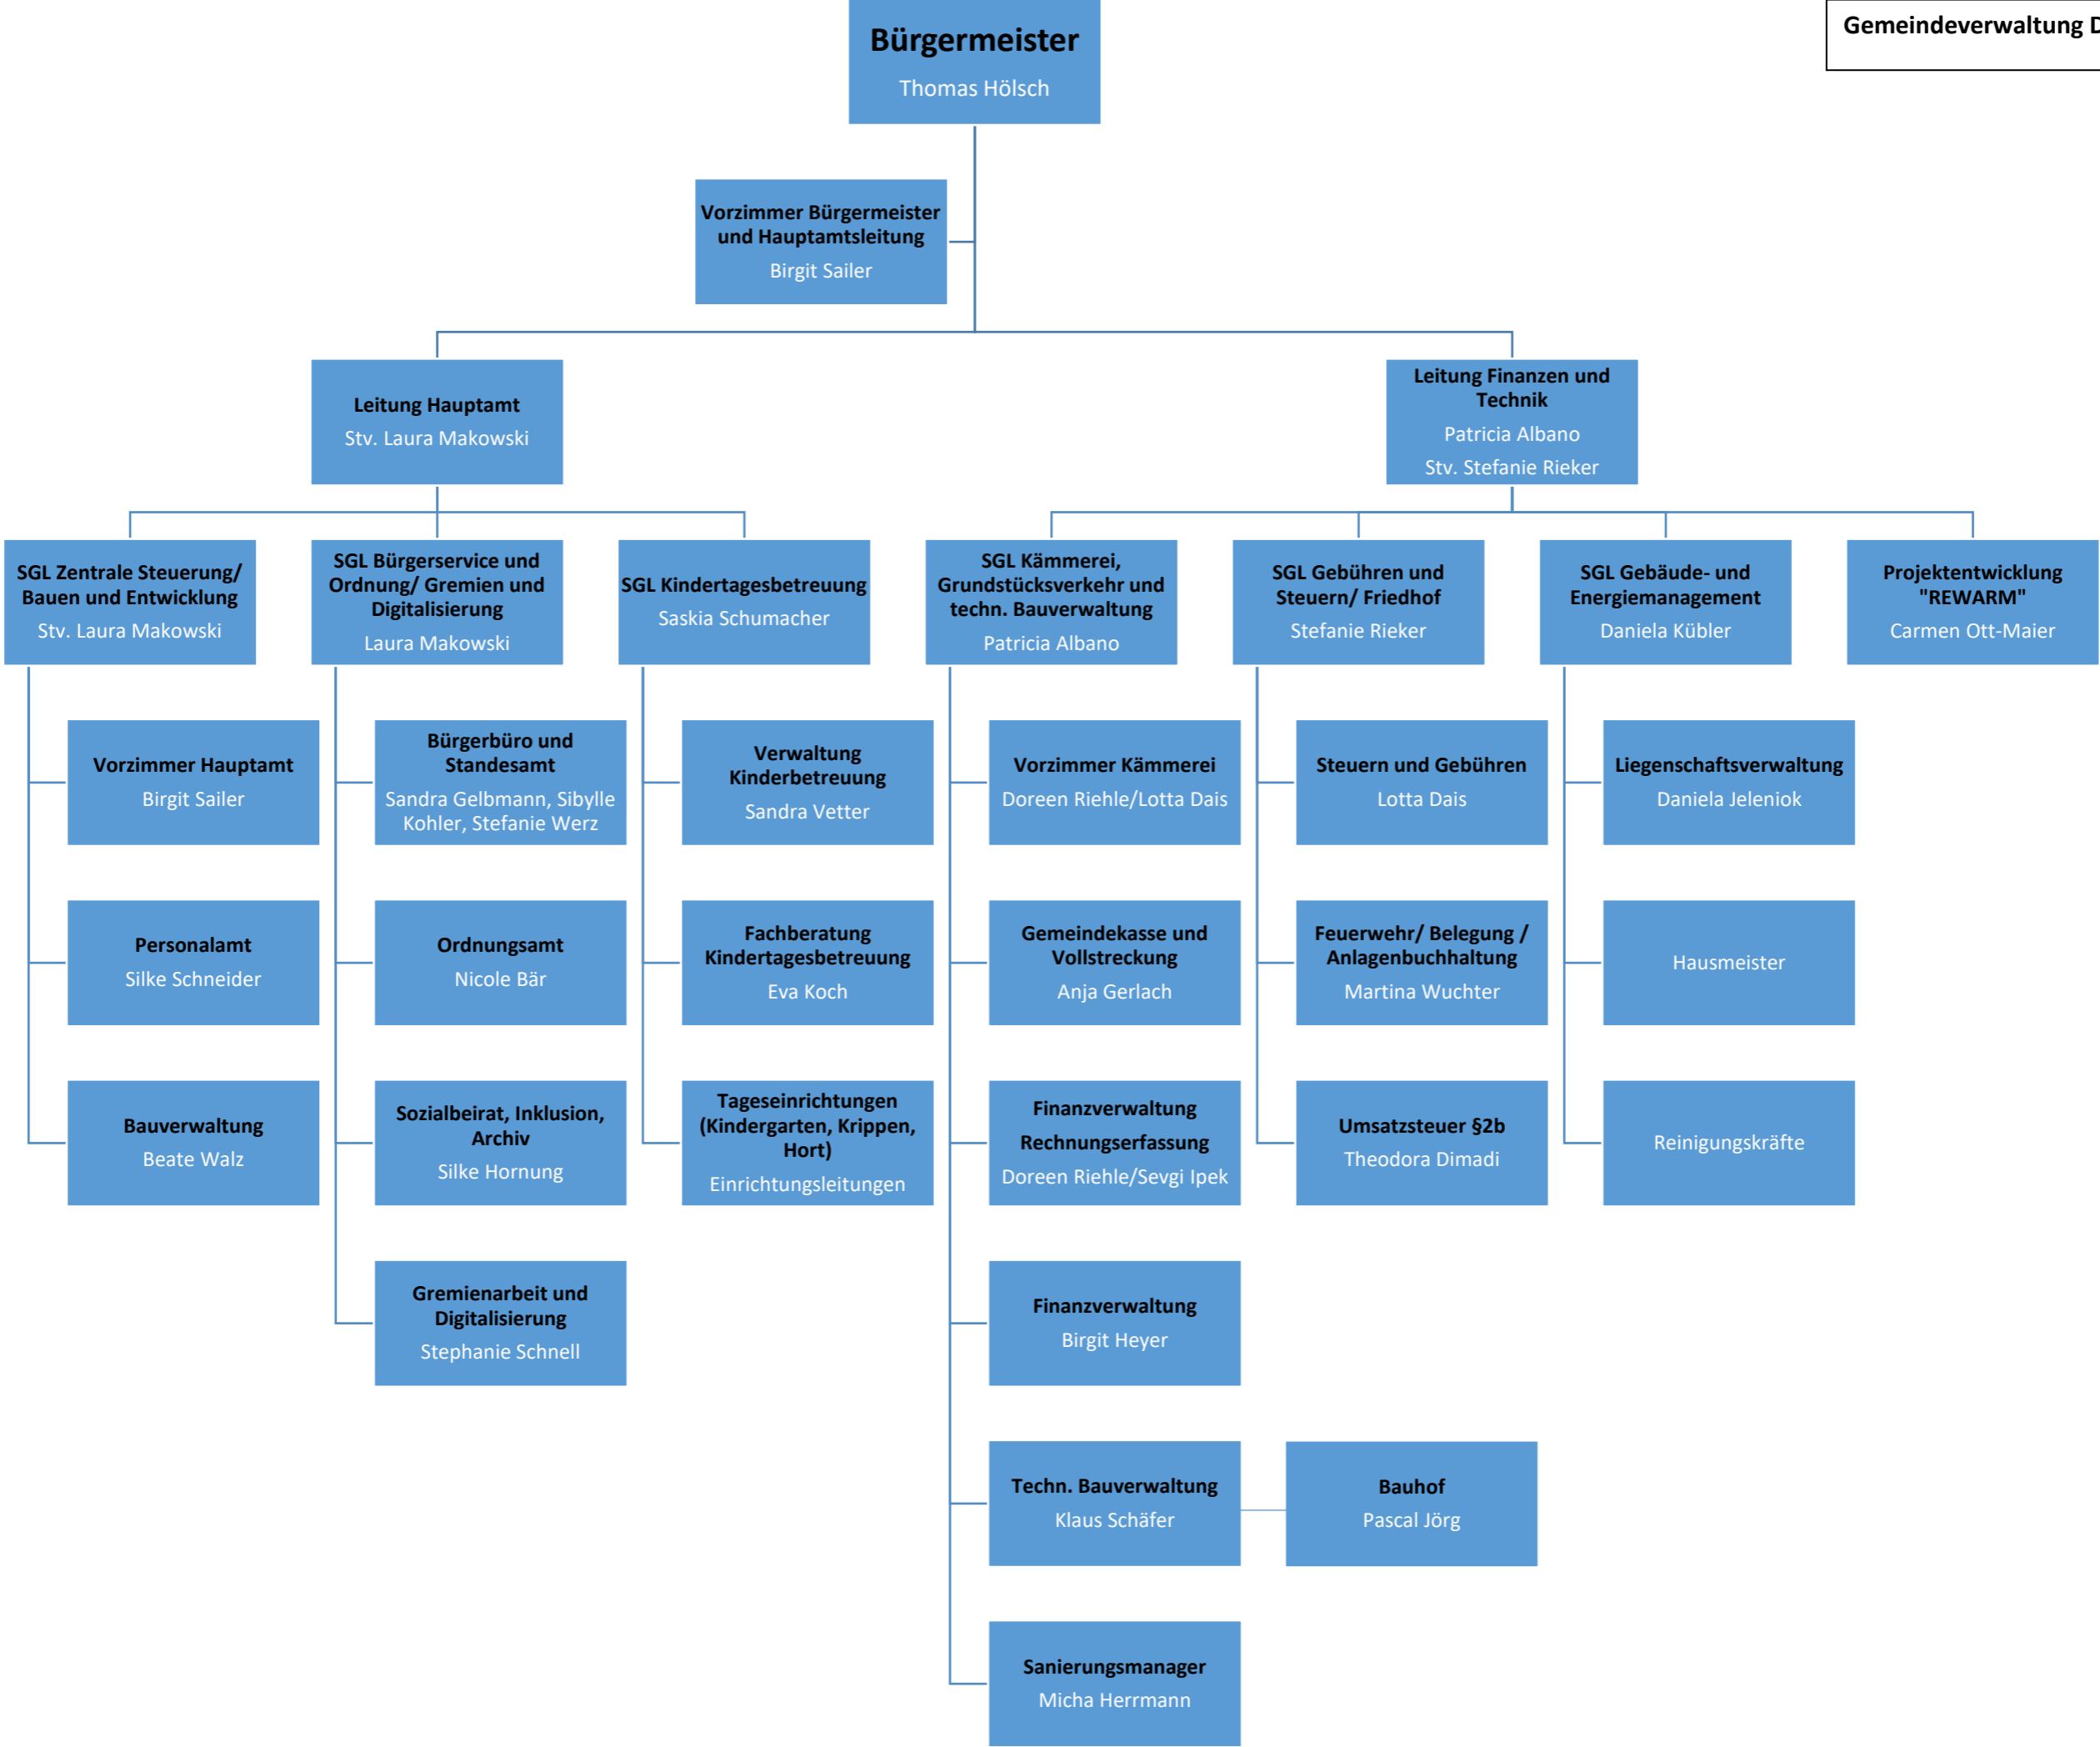 Gemeindeverwaltung D
Bürgermeister
Thomas Hölsch
Vorzimmer Bürgermeister
und Hauptamtsleitung
Birgit Sailer
Leitung Hauptamt
Stv. Laura Makowski
Leitung Finanzen und
Technik
Patricia Albano
Stv. Stefanie Rieker
SGL Zentrale Steuerung/
Bauen und Entwicklung
Stv. Laura Makowski
SGL Bürgerservice und
Ordnung/ Gremien und
Digitalisierung
Laura Makowski
SGL Kindertagesbetreuung
Saskia Schumacher
SGL Kämmerei,
Grundstücksverkehr und
techn. Bauverwaltung
Patricia Albano
SGL Gebühren und
Steuern/ Friedhof
Stefanie Rieker
SGL Gebäude- und
Energiemanagement
Daniela Kübler
Projektentwicklung
"REWARM"
Carmen Ott-Maier
Vorzimmer Hauptamt
Birgit Sailer
Bürgerbüro und
Standesamt
Sandra Gelbmann, Sibylle
Kohler, Stefanie Werz
Verwaltung
Kinderbetreuung
Sandra Vetter
Vorzimmer Kämmerei
Doreen Riehle/Lotta Dais
Steuern und Gebühren
Lotta Dais
Liegenschaftsverwaltung
Daniela Jeleniok
Personalamt
Silke Schneider
Ordnungsamt
Nicole Bär
Fachberatung
Kindertagesbetreuung
Eva Koch
Gemeindekasse und
Vollstreckung
Anja Gerlach
Feuerwehr/ Belegung /
Anlagenbuchhaltung
Martina Wuchter
Hausmeister
Bauverwaltung
Beate Walz
Sozialbeirat, Inklusion,
Archiv
Silke Hornung
Tageseinrichtungen
(Kindergarten, Krippen,
Hort)
Einrichtungsleitungen
Finanzverwaltung
Rechnungserfassung
Doreen Riehle/Sevgi Ipek
Umsatzsteuer §2b
Theodora Dimadi
Reinigungskräfte
Gremienarbeit und
Digitalisierung
Stephanie Schnell
Finanzverwaltung
Birgit Heyer
Techn. Bauverwaltung
Klaus Schäfer
Bauhof
Pascal Jörg
Sanierungsmanager
Micha Herrmann